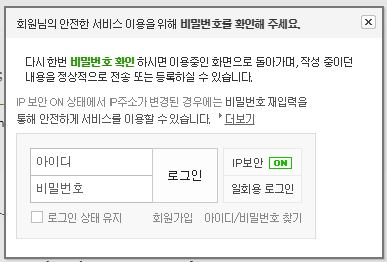 회원님의 안전한 서비스 이용을 위해 비밀번호를 확인해 주세요.
다시 한번 비밀번호 확인 하시면 이용중인 화면으로 돌아가며, 작성 중이던
내용을 정상적으로 전송 또는 등록하실 수 있습니다.
IP 보안 ON 상태에서 IP주소가 변경된 경우에는 비밀번호 재입력을
통해 안전하게 서비스를 이용할 수 있습니다. 더보기
아이디
비밀번호
로그인
IP보안 ON
일회용 로그인
로그인 상태 유지 회원가입 아이디/비밀번호 찾기